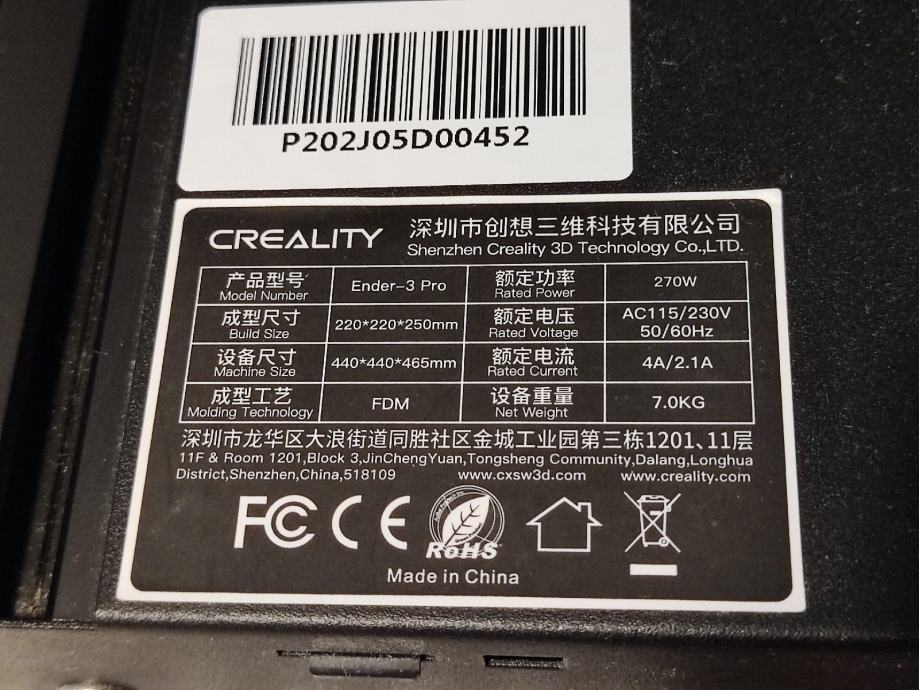 P202J05D00452
CREALITY
深圳市创想三维科技有限公司
Shenzhen Creality 3D Technology Co.,LTD.
产品型号 Model Number Ender-3 Pro 额定功率 Rated Power 270W
成型尺寸 Build Size 220*220*250mm 额定电压 Rated Voltage AC115/230V 50/60Hz
设备尺寸 Machine Size 440*440*465mm 额定电流 Rated Current 4A/2.1A
成型工艺 Molding Technology FDM 设备重量 Net Weight 7.0KG
深圳市龙华区大浪街道同胜社区金城工业园第三栋1201、11层
11F & Room 1201,Block 3,JinChengYuan,Tongsheng Community,Dalang,Longhua
District,Shenzhen,China,518109 www.cxsw3d.com www.creality.com
FC CE RoHS
Made in China